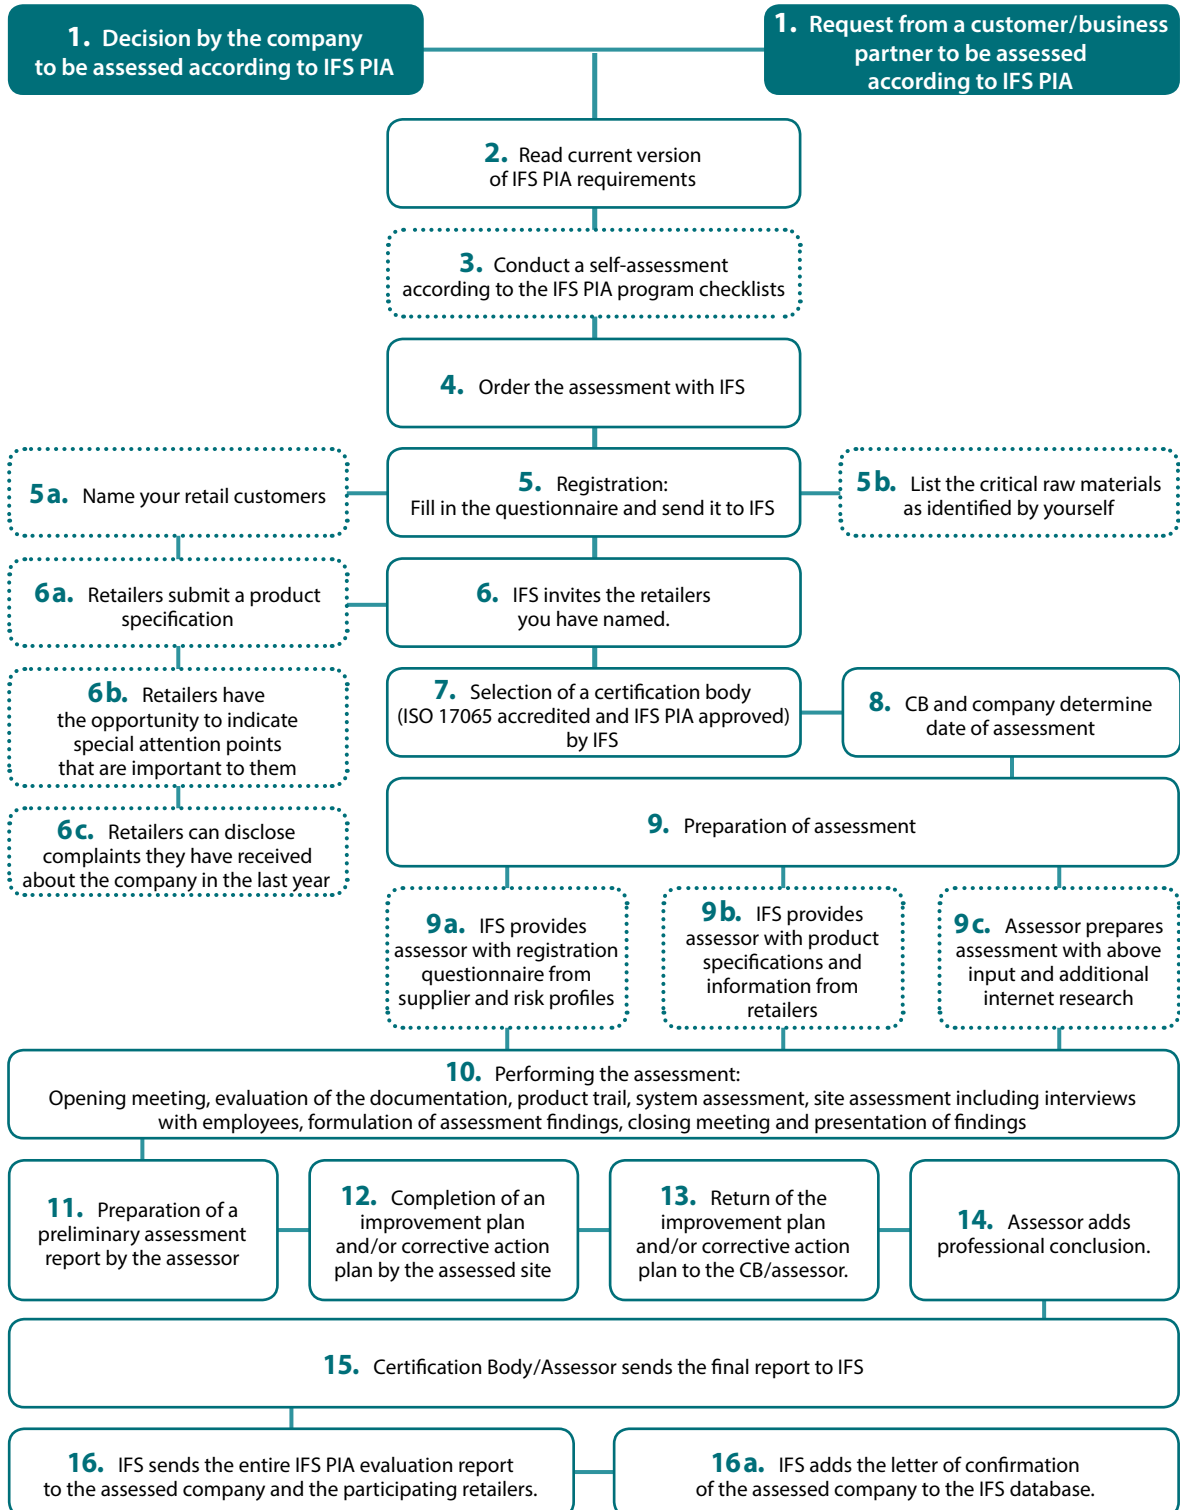 1. Decision by the company
to be assessed according to IFS PIA
1. Request from a customer/business
partner to be assessed
according to IFS PIA
2. Read current version
of IFS PIA requirements
3. Conduct a self-assessment
according to the IFS PIA program checklists
4. Order the assessment with IFS
5a. Name your retail customers
5. Registration:
Fill in the questionnaire and send it to IFS
5b. List the critical raw materials
as identified by yourself
6a. Retailers submit a product
specification
6. IFS invites the retailers
you have named.
6b. Retailers have
the opportunity to indicate
special attention points
that are important to them
7. Selection of a certification body
(ISO 17065 accredited and IFS PIA approved)
by IFS
8. CB and company determine
date of assessment
6c. Retailers can disclose
complaints they have received
about the company in the last year
9. Preparation of assessment
9a. IFS provides
assessor with registration
questionnaire from
supplier and risk profiles
9b. IFS provides
assessor with product
specifications and
information from
retailers
9c. Assessor prepares
assessment with above
input and additional
internet research
10. Performing the assessment:
Opening meeting, evaluation of the documentation, product trail, system assessment, site assessment including interviews
with employees, formulation of assessment findings, closing meeting and presentation of findings
11. Preparation of a
preliminary assessment
report by the assessor
12. Completion of an
improvement plan
and/or corrective action
plan by the assessed site
13. Return of the
improvement plan
and/or corrective action
plan to the CB/assessor.
14. Assessor adds
professional conclusion.
15. Certification Body/Assessor sends the final report to IFS
16. IFS sends the entire IFS PIA evaluation report
to the assessed company and the participating retailers.
16a. IFS adds the letter of confirmation
of the assessed company to the IFS database.